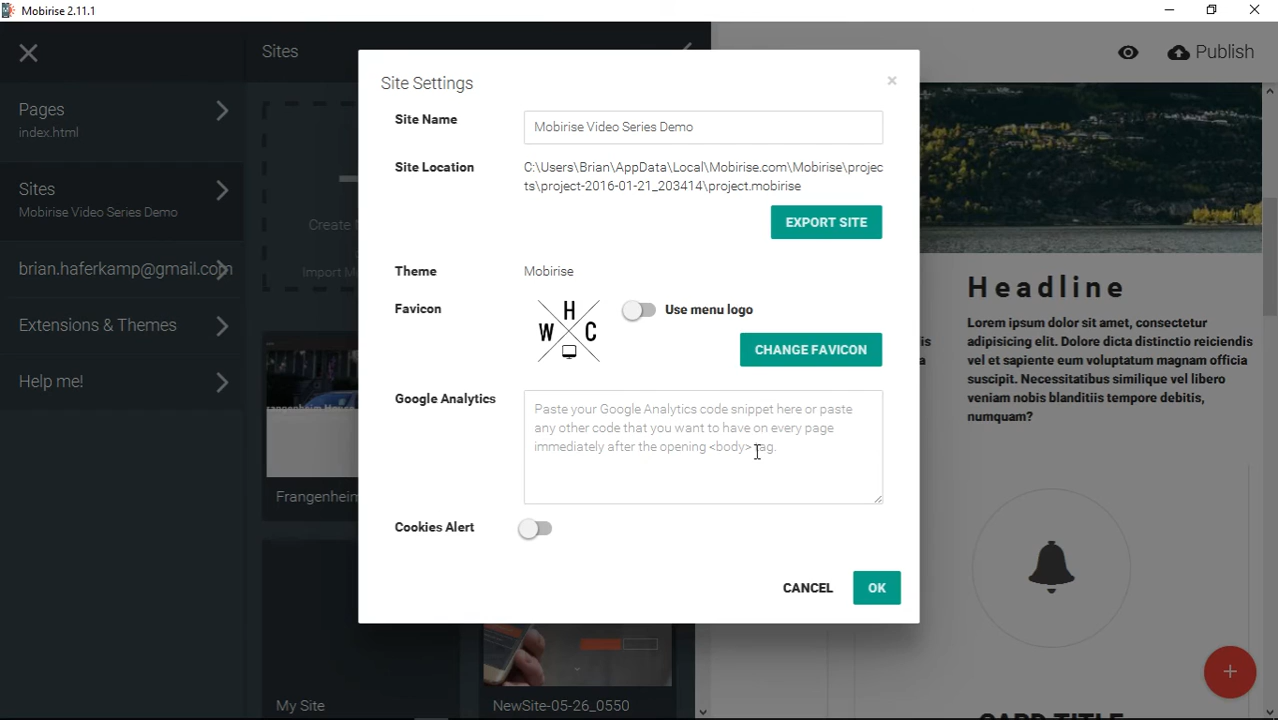 Mobirise 2.11.1
Sites
Publish
Pages
index.html
Sites
Mobirise Video Series Demo
brian.haferkamp@gmail.com
Extensions & Themes
Help me!
Create
Import
Frangenheim
My Site
NewSite-05-26_0550
Site Settings
Site Name
Mobirise Video Series Demo
Site Location
C:\Users\Brian\AppData\Local\Mobirise.com\Mobirise\projec
ts\project-2016-01-21_203414\project.mobirise
EXPORT SITE
Theme
Mobirise
Favicon
H
W C
Use menu logo
CHANGE FAVICON
Google Analytics
Paste your Google Analytics code snippet here or paste
any other code that you want to have on every page
immediately after the opening <body> tag.
Cookies Alert
CANCEL
OK
Headline
Lorem ipsum dolor sit amet, consectetur
adipisicing elit. Dolore dicta distinctio reiciendis
vel et sapiente eum voluptatum magnam officia
suscipit. Necessitatibus similique vel libero
veniam nobis blanditiis tempore debitis,
numquam?
CARD TITLE